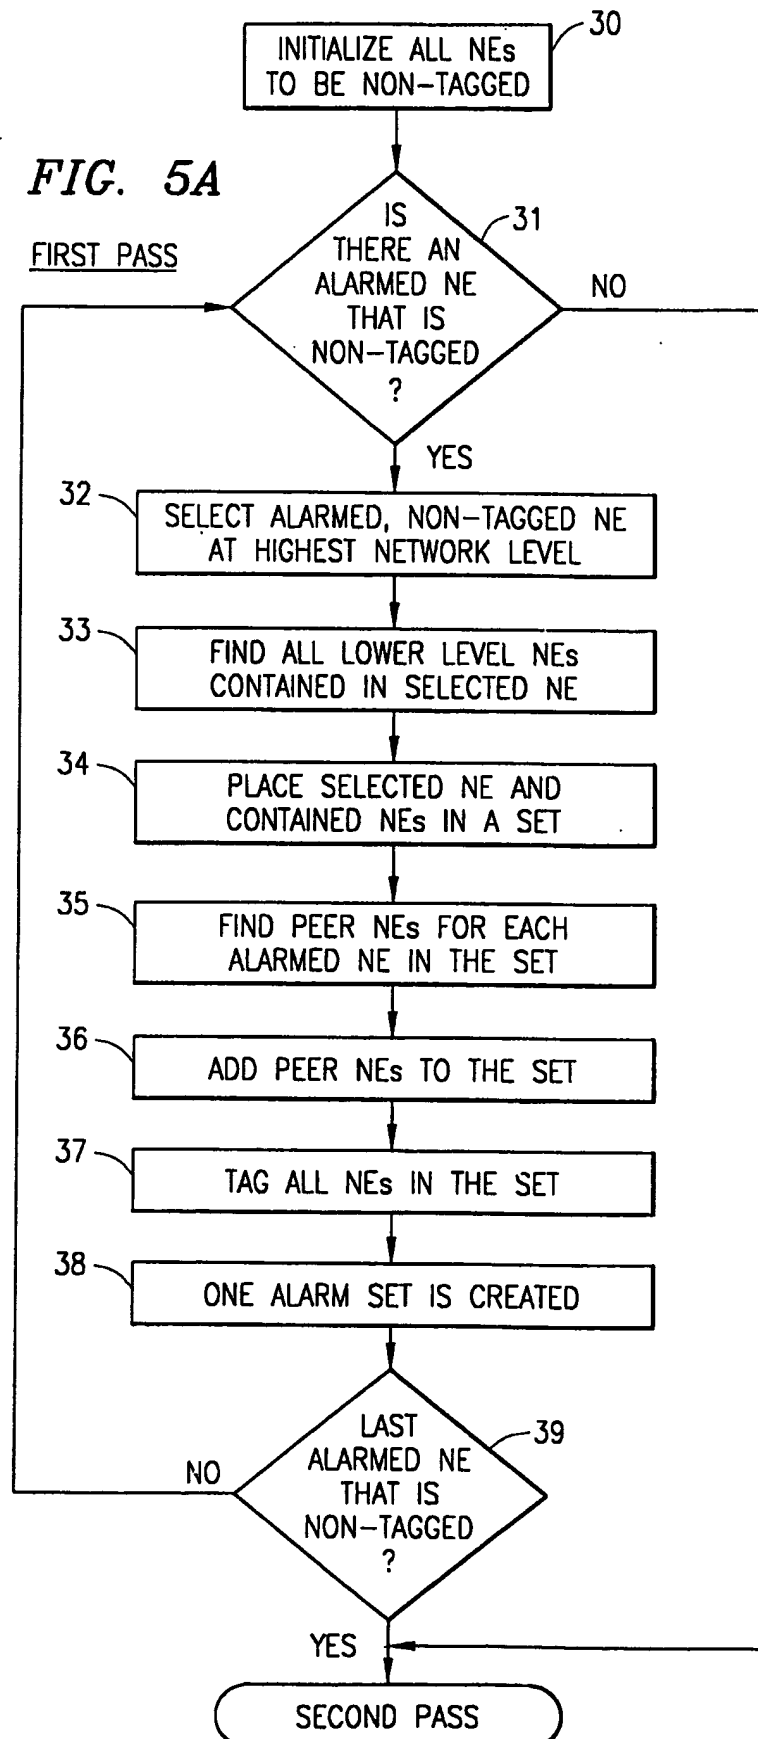 30
INITIALIZE ALL NEs
TO BE NON-TAGGED
FIG. 5A
FIRST PASS
31
IS
THERE AN
ALARMED NE
THAT IS
NON-TAGGED
?
NO
YES
32
SELECT ALARMED, NON-TAGGED NE
AT HIGHEST NETWORK LEVEL
33
FIND ALL LOWER LEVEL NEs
CONTAINED IN SELECTED NE
34
PLACE SELECTED NE AND
CONTAINED NEs IN A SET
35
FIND PEER NEs FOR EACH
ALARMED NE IN THE SET
36
ADD PEER NEs TO THE SET
37
TAG ALL NEs IN THE SET
38
ONE ALARM SET IS CREATED
39
LAST
ALARMED NE
THAT IS
NON-TAGGED
?
NO
YES
SECOND PASS